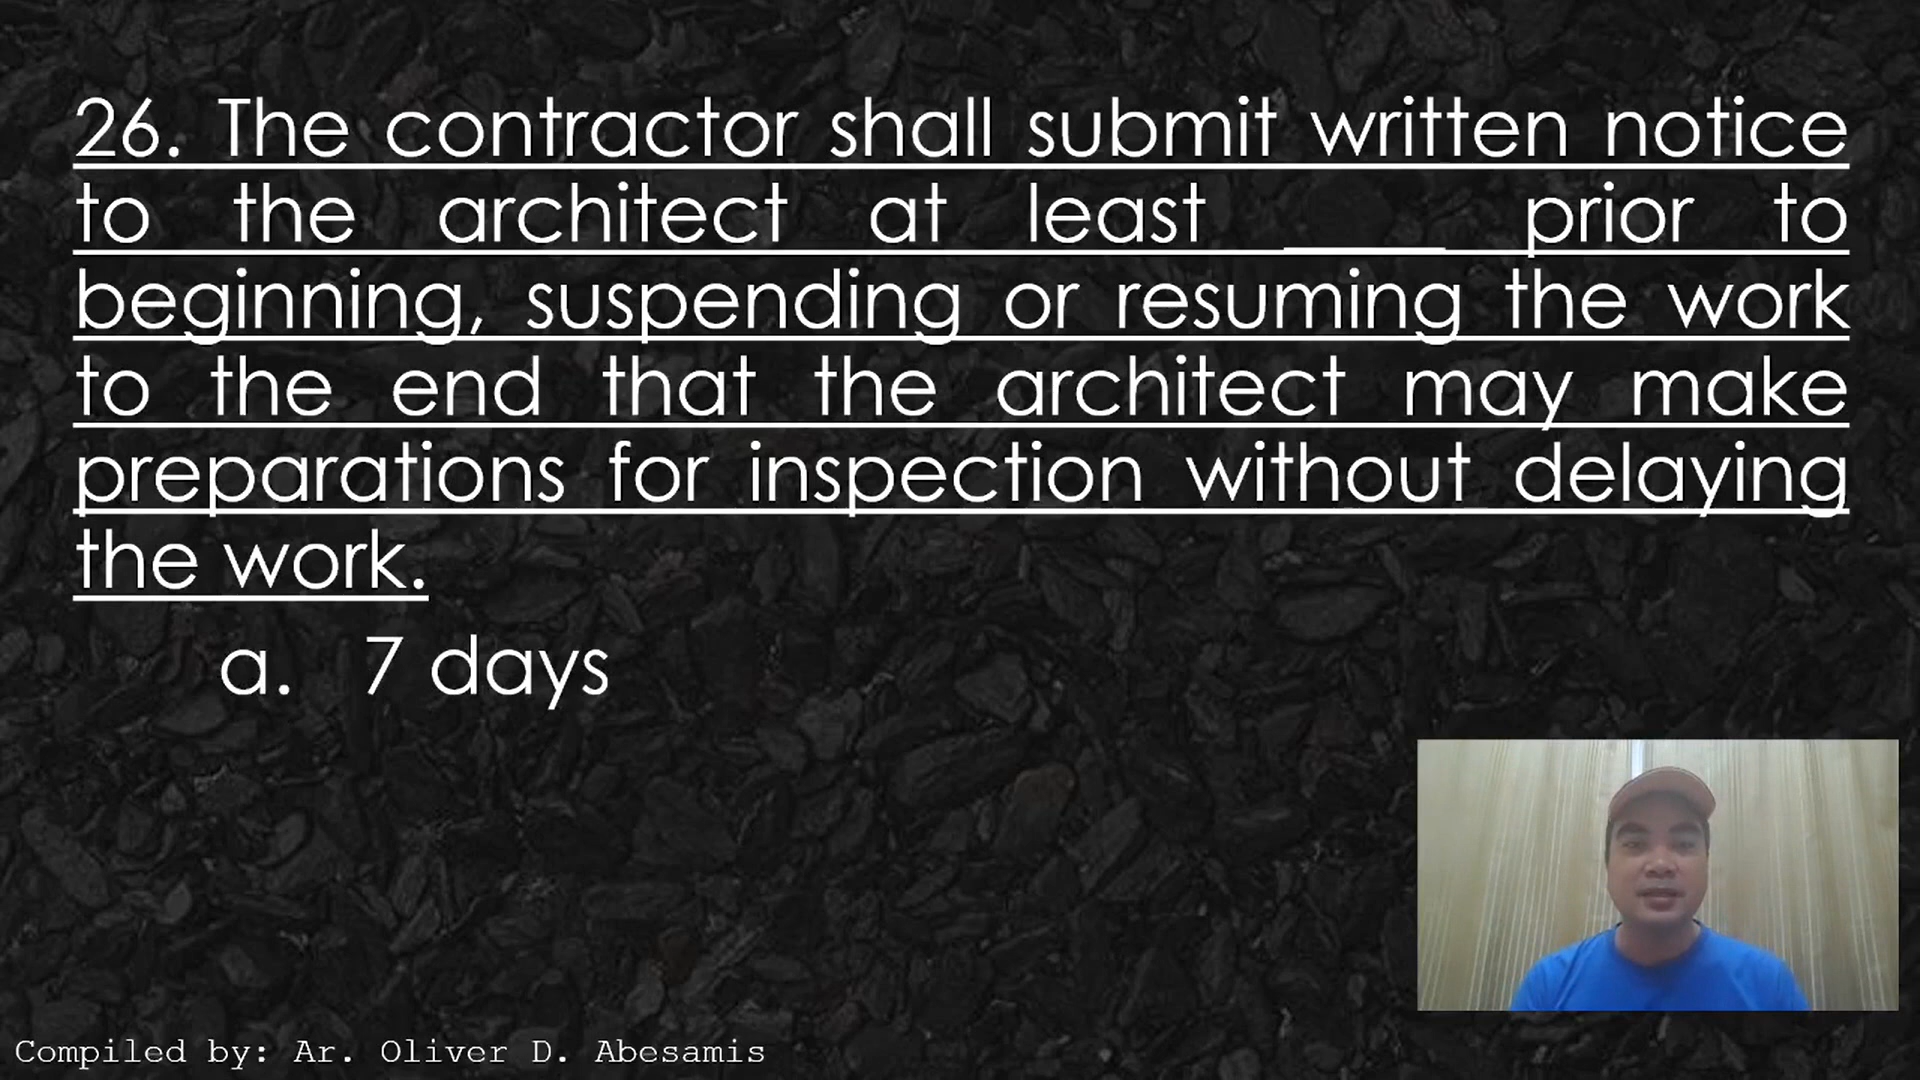 26. The contractor shall submit written notice
to the architect at least _____ prior to
beginning, suspending or resuming the work
to the end that the architect may make
preparations for inspection without delaying
the work.
a. 7 days
Compiled by: Ar. Oliver D. Abesamis